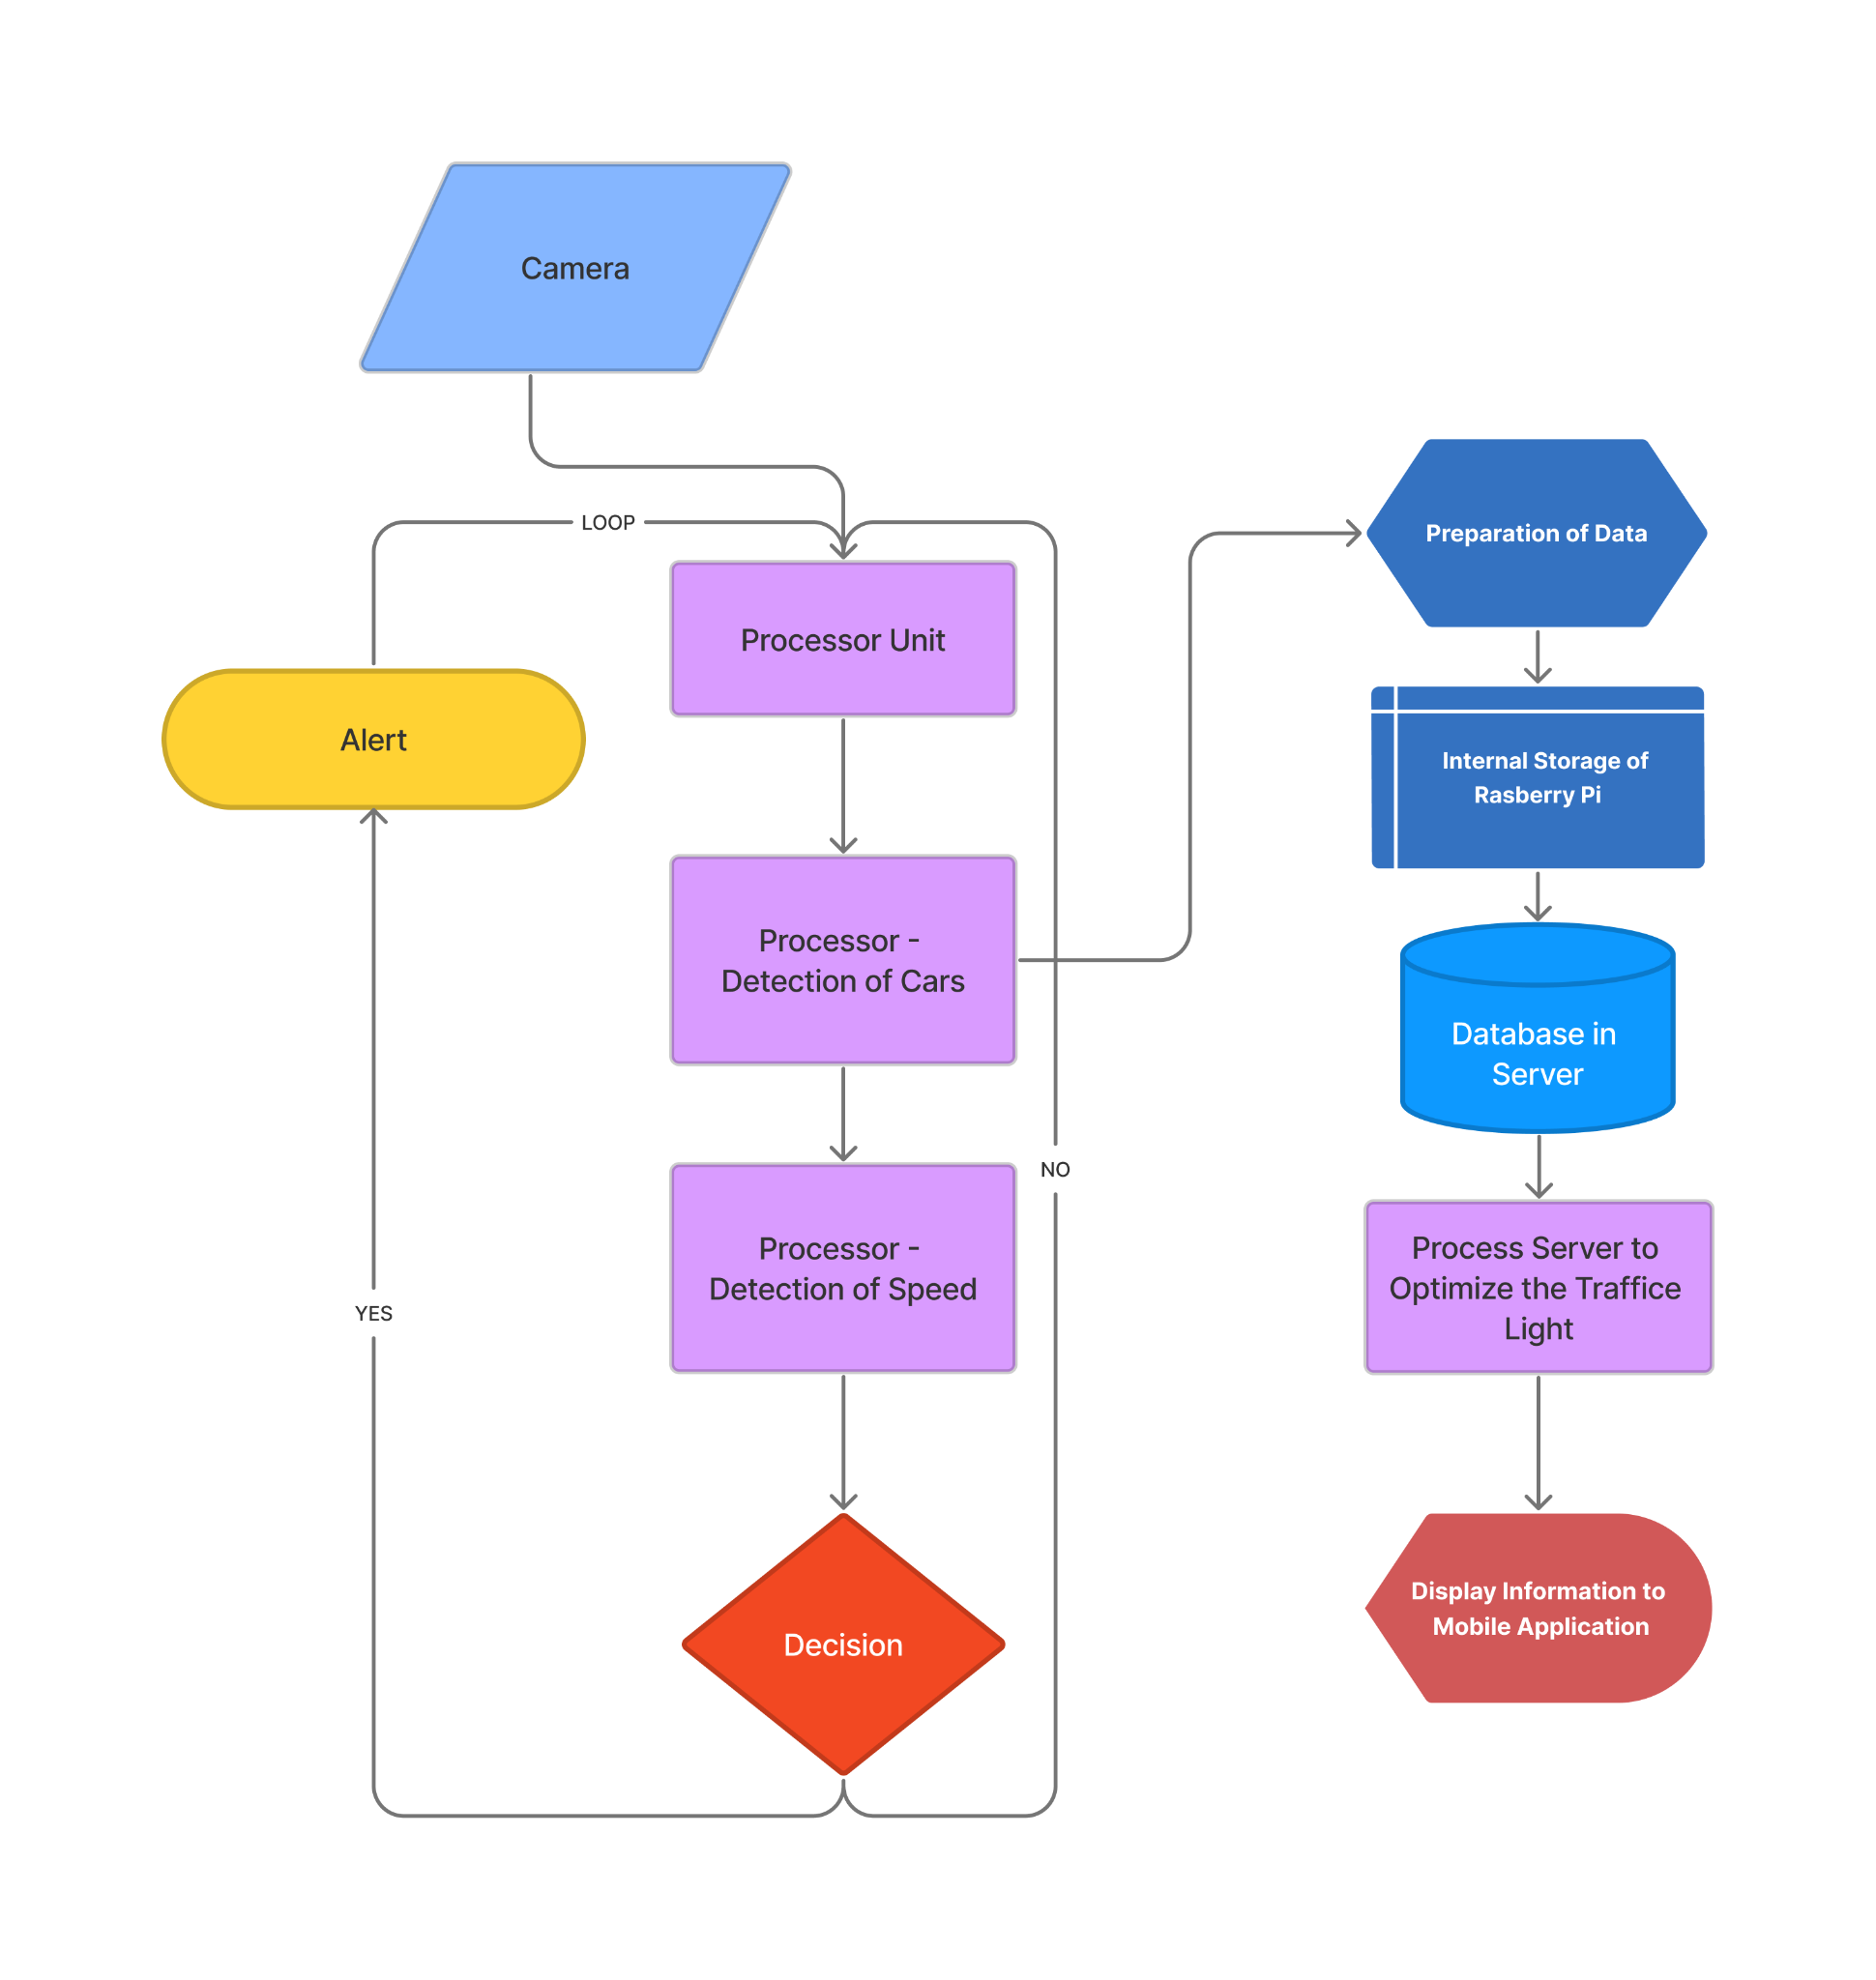 Camera
LOOP
Processor Unit
Alert
Processor -
Detection of Cars
Processor -
Detection of Speed
NO
YES
Decision
Preparation of Data
Internal Storage of
Rasberry Pi
Database in
Server
Process Server to
Optimize the Traffice
Light
Display Information to
Mobile Application